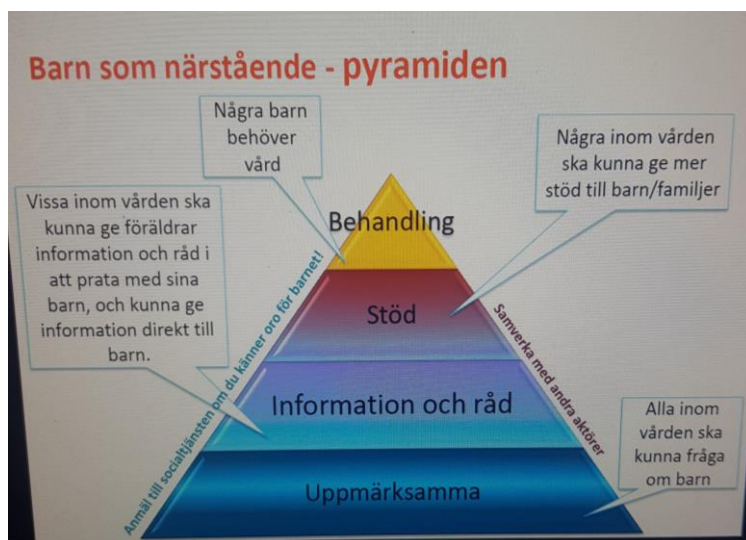 Barn som närstående - pyramiden
Några barn
behöver
vård
Några inom vården
ska kunna ge mer
stöd till barn/familjer
Vissa inom vården ska
kunna ge föräldrar
information och råd i
att prata med sina
barn, och kunna ge
information direkt till
barn.
Behandling
Stöd
Information och råd
Uppmärksamma
Anmäl till socialtjänsten om du känner oro för barnet!
Samverka med andra aktörer
Alla inom
vården ska
kunna fråga
om barn